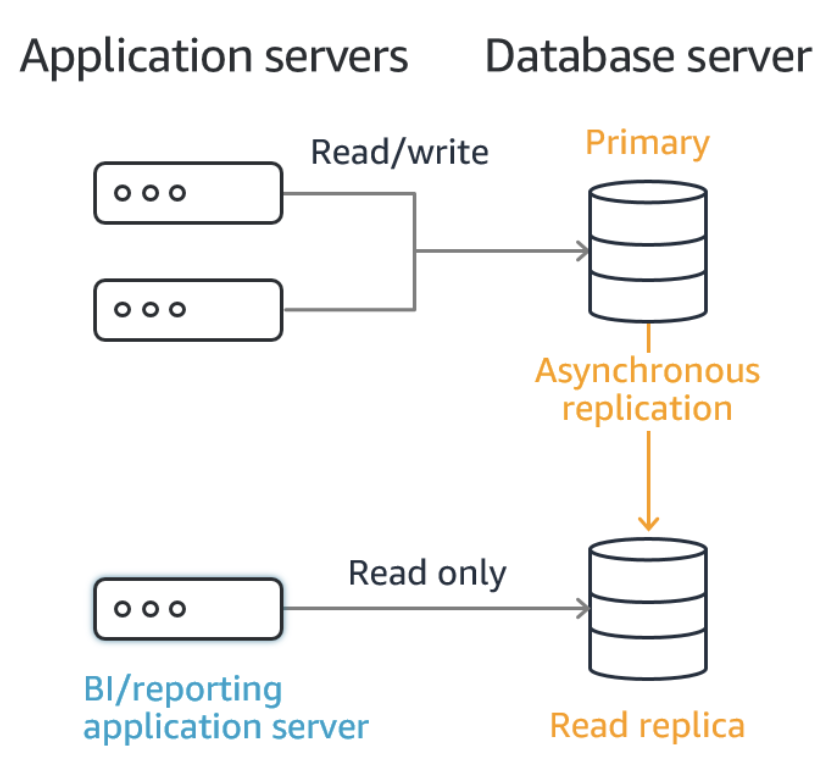 Application servers
Database server
Read/write
Primary
Asynchronous
replication
Read only
BI/reporting
application server
Read replica